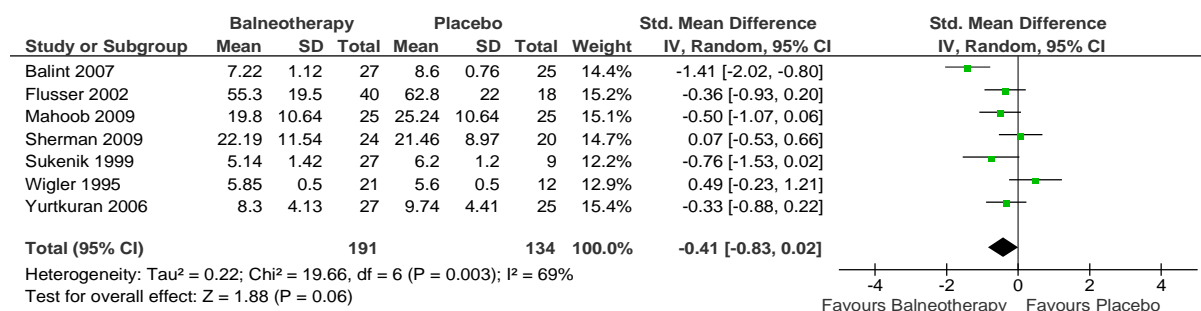 Balneotherapy Placebo Std. Mean Difference Std. Mean Difference
Study or Subgroup Mean SD Total Mean SD Total Weight IV, Random, 95% CI IV, Random, 95% CI
Balint 2007 7.22 1.12 27 8.6 0.76 25 14.4% -1.41 [-2.02, -0.80]
Flusser 2002 55.3 19.5 40 62.8 22 18 15.2% -0.36 [-0.93, 0.20]
Mahoob 2009 19.8 10.64 25 25.24 10.64 25 15.1% -0.50 [-1.07, 0.06]
Sherman 2009 22.19 11.54 24 21.46 8.97 20 14.7% 0.07 [-0.53, 0.66]
Sukenik 1999 5.14 1.42 27 6.2 1.2 9 12.2% -0.76 [-1.53, 0.02]
Wigler 1995 5.85 0.5 21 5.6 0.5 12 12.9% 0.49 [-0.23, 1.21]
Yurtkuran 2006 8.3 4.13 27 9.74 4.41 25 15.4% -0.33 [-0.88, 0.22]
Total (95% CI) 191 134 100.0% -0.41 [-0.83, 0.02]
Heterogeneity: Tau² = 0.22; Chi² = 19.66, df = 6 (P = 0.003); I² = 69%
Test for overall effect: Z = 1.88 (P = 0.06)
-4 -2 0 2 4
Favours Balneotherapy Favours Placebo